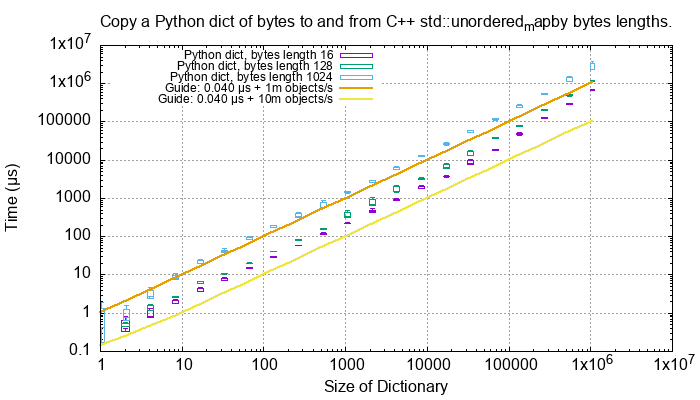 Copy a Python dict of bytes to and from C++ std::unordered_mapby bytes lengths.
Python dict, bytes length 16
Python dict, bytes length 128
Python dict, bytes length 1024
Guide: 0.040 µs + 1m objects/s
Guide: 0.040 µs + 10m objects/s
1x10^7
1x10^6
100000
10000
1000
100
10
1
0.1
Time (µs)
1 10 100 1000 10000 100000 1x10^6 1x10^7
Size of Dictionary